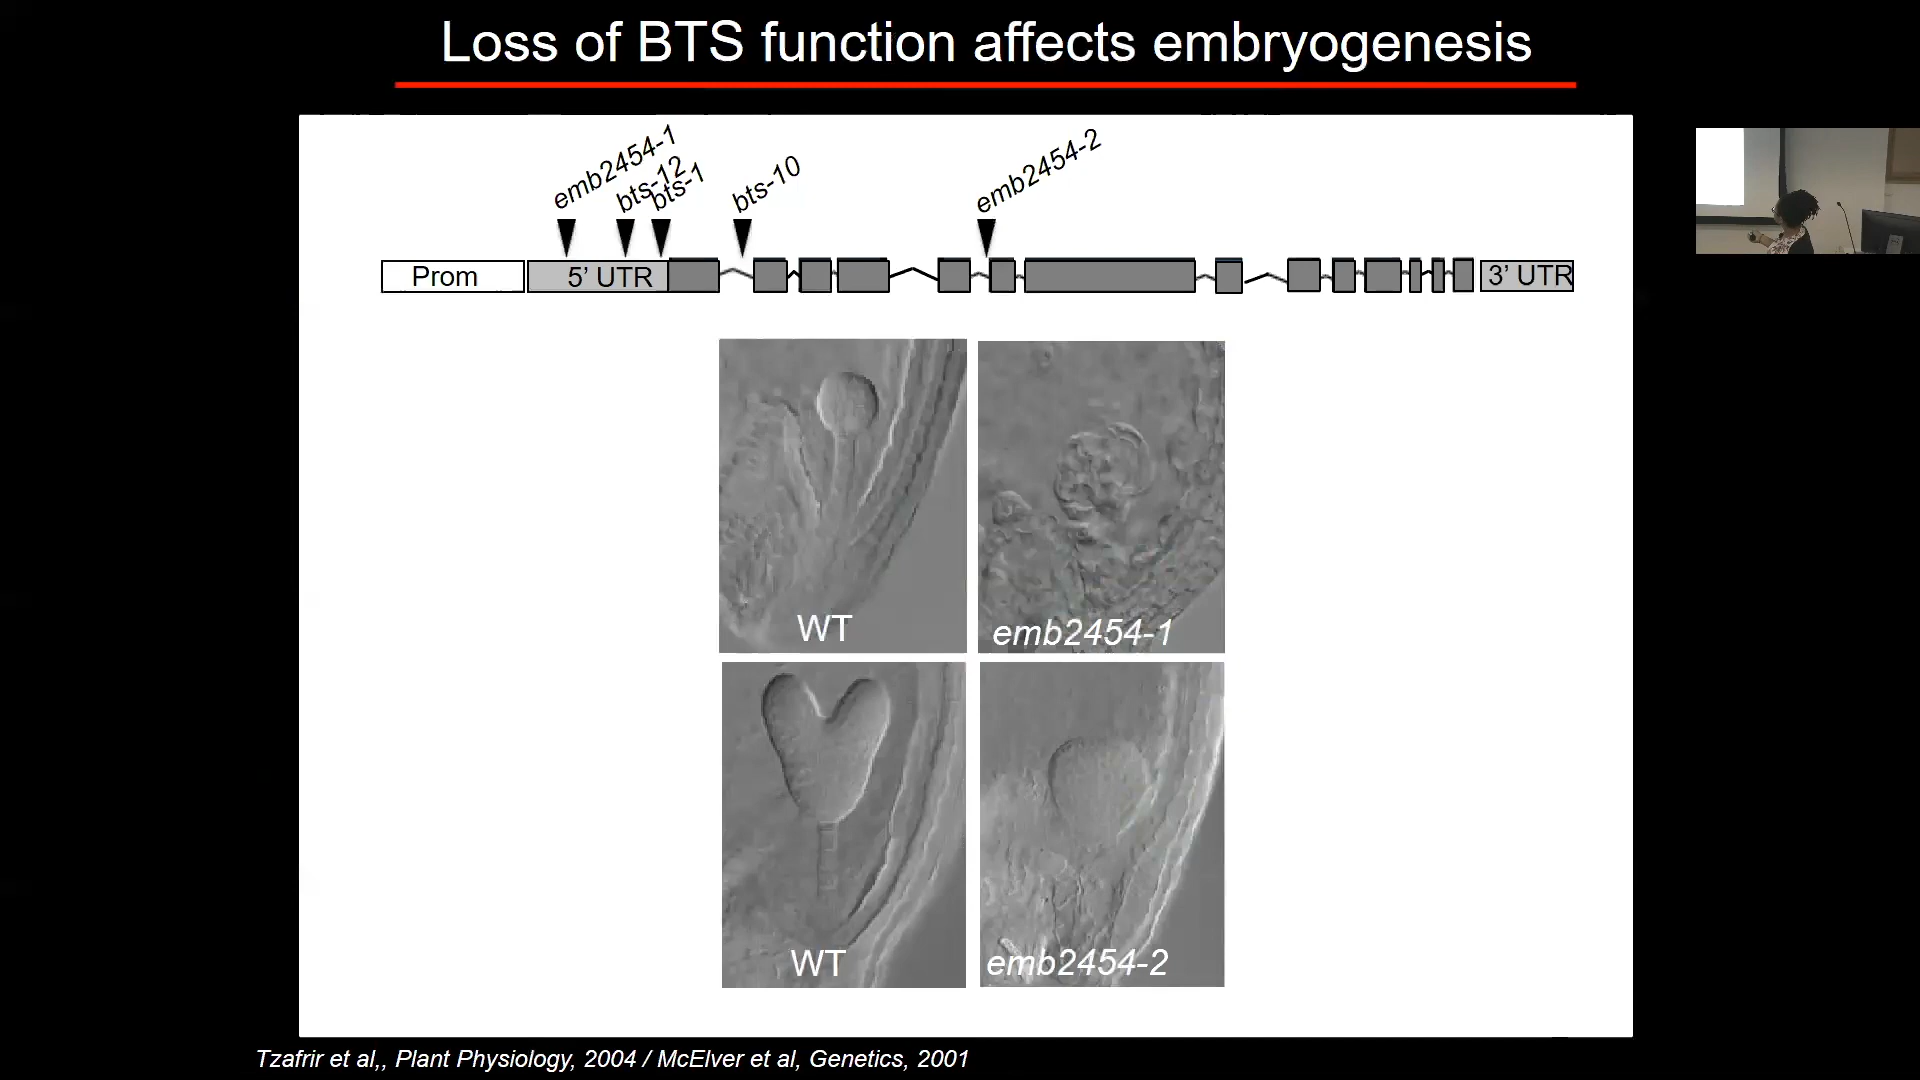 Loss of BTS function affects embryogenesis
emb2454-1
bts-12
bts-1
bts-10
emb2454-2
Prom
5’ UTR
3’ UTR
WT
emb2454-1
WT
emb2454-2
Tzafrir et al,, Plant Physiology, 2004 / McElver et al, Genetics, 2001